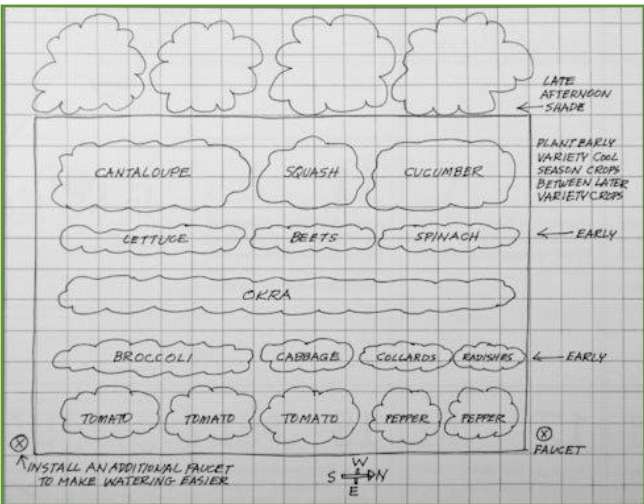 LATE
AFTERNOON
SHADE
PLANT EARLY
VARIETY COOL
SEASON CROPS
BETWEEN LATER
VARIETY CROPS
CANTALOUPE SQUASH CUCUMBER
LETTUCE BEETS SPINACH ← EARLY
OKRA
BROCCOLI CABBAGE COLLARDS RADISHES ← EARLY
TOMATO TOMATO TOMATO PEPPER PEPPER
FAUCET
INSTALL AN ADDITIONAL FAUCET
TO MAKE WATERING EASIER
W
S N
E